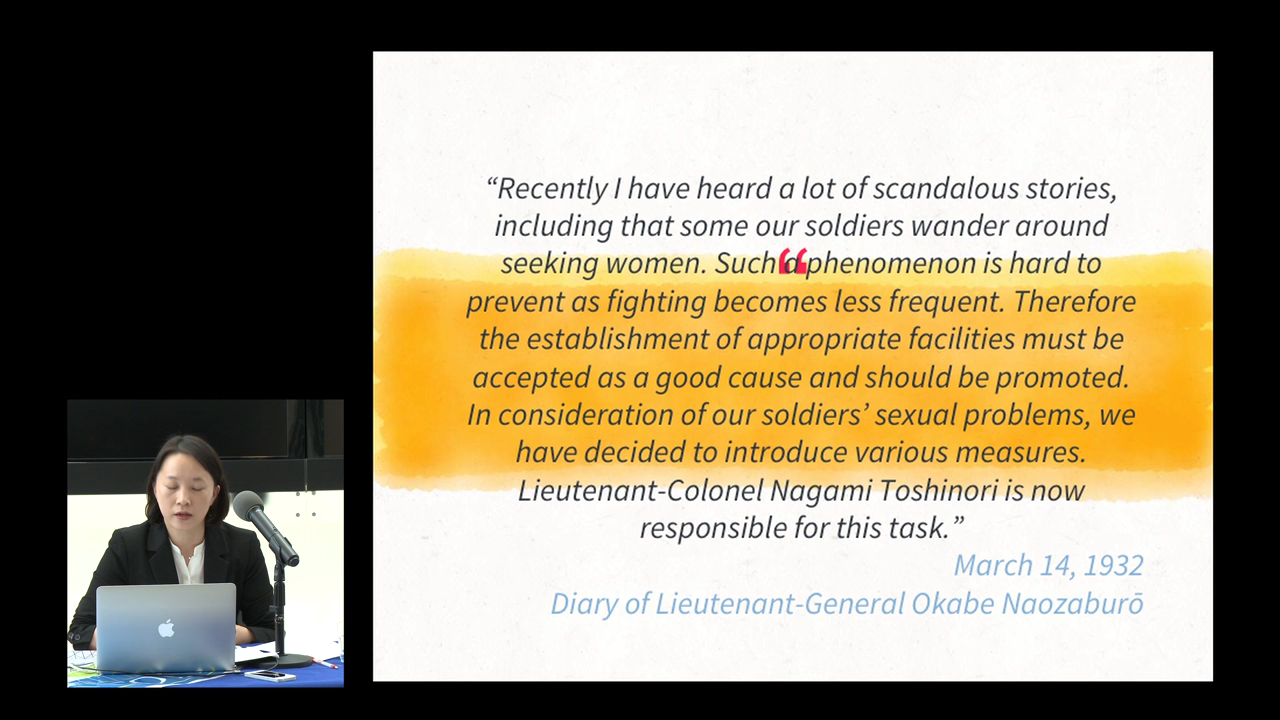 “Recently I have heard a lot of scandalous stories,
including that some our soldiers wander around
seeking women. Such a phenomenon is hard to
prevent as fighting becomes less frequent. Therefore
the establishment of appropriate facilities must be
accepted as a good cause and should be promoted.
In consideration of our soldiers’ sexual problems, we
have decided to introduce various measures.
Lieutenant-Colonel Nagami Toshinori is now
responsible for this task.”
March 14, 1932
Diary of Lieutenant-General Okabe Naozaburō